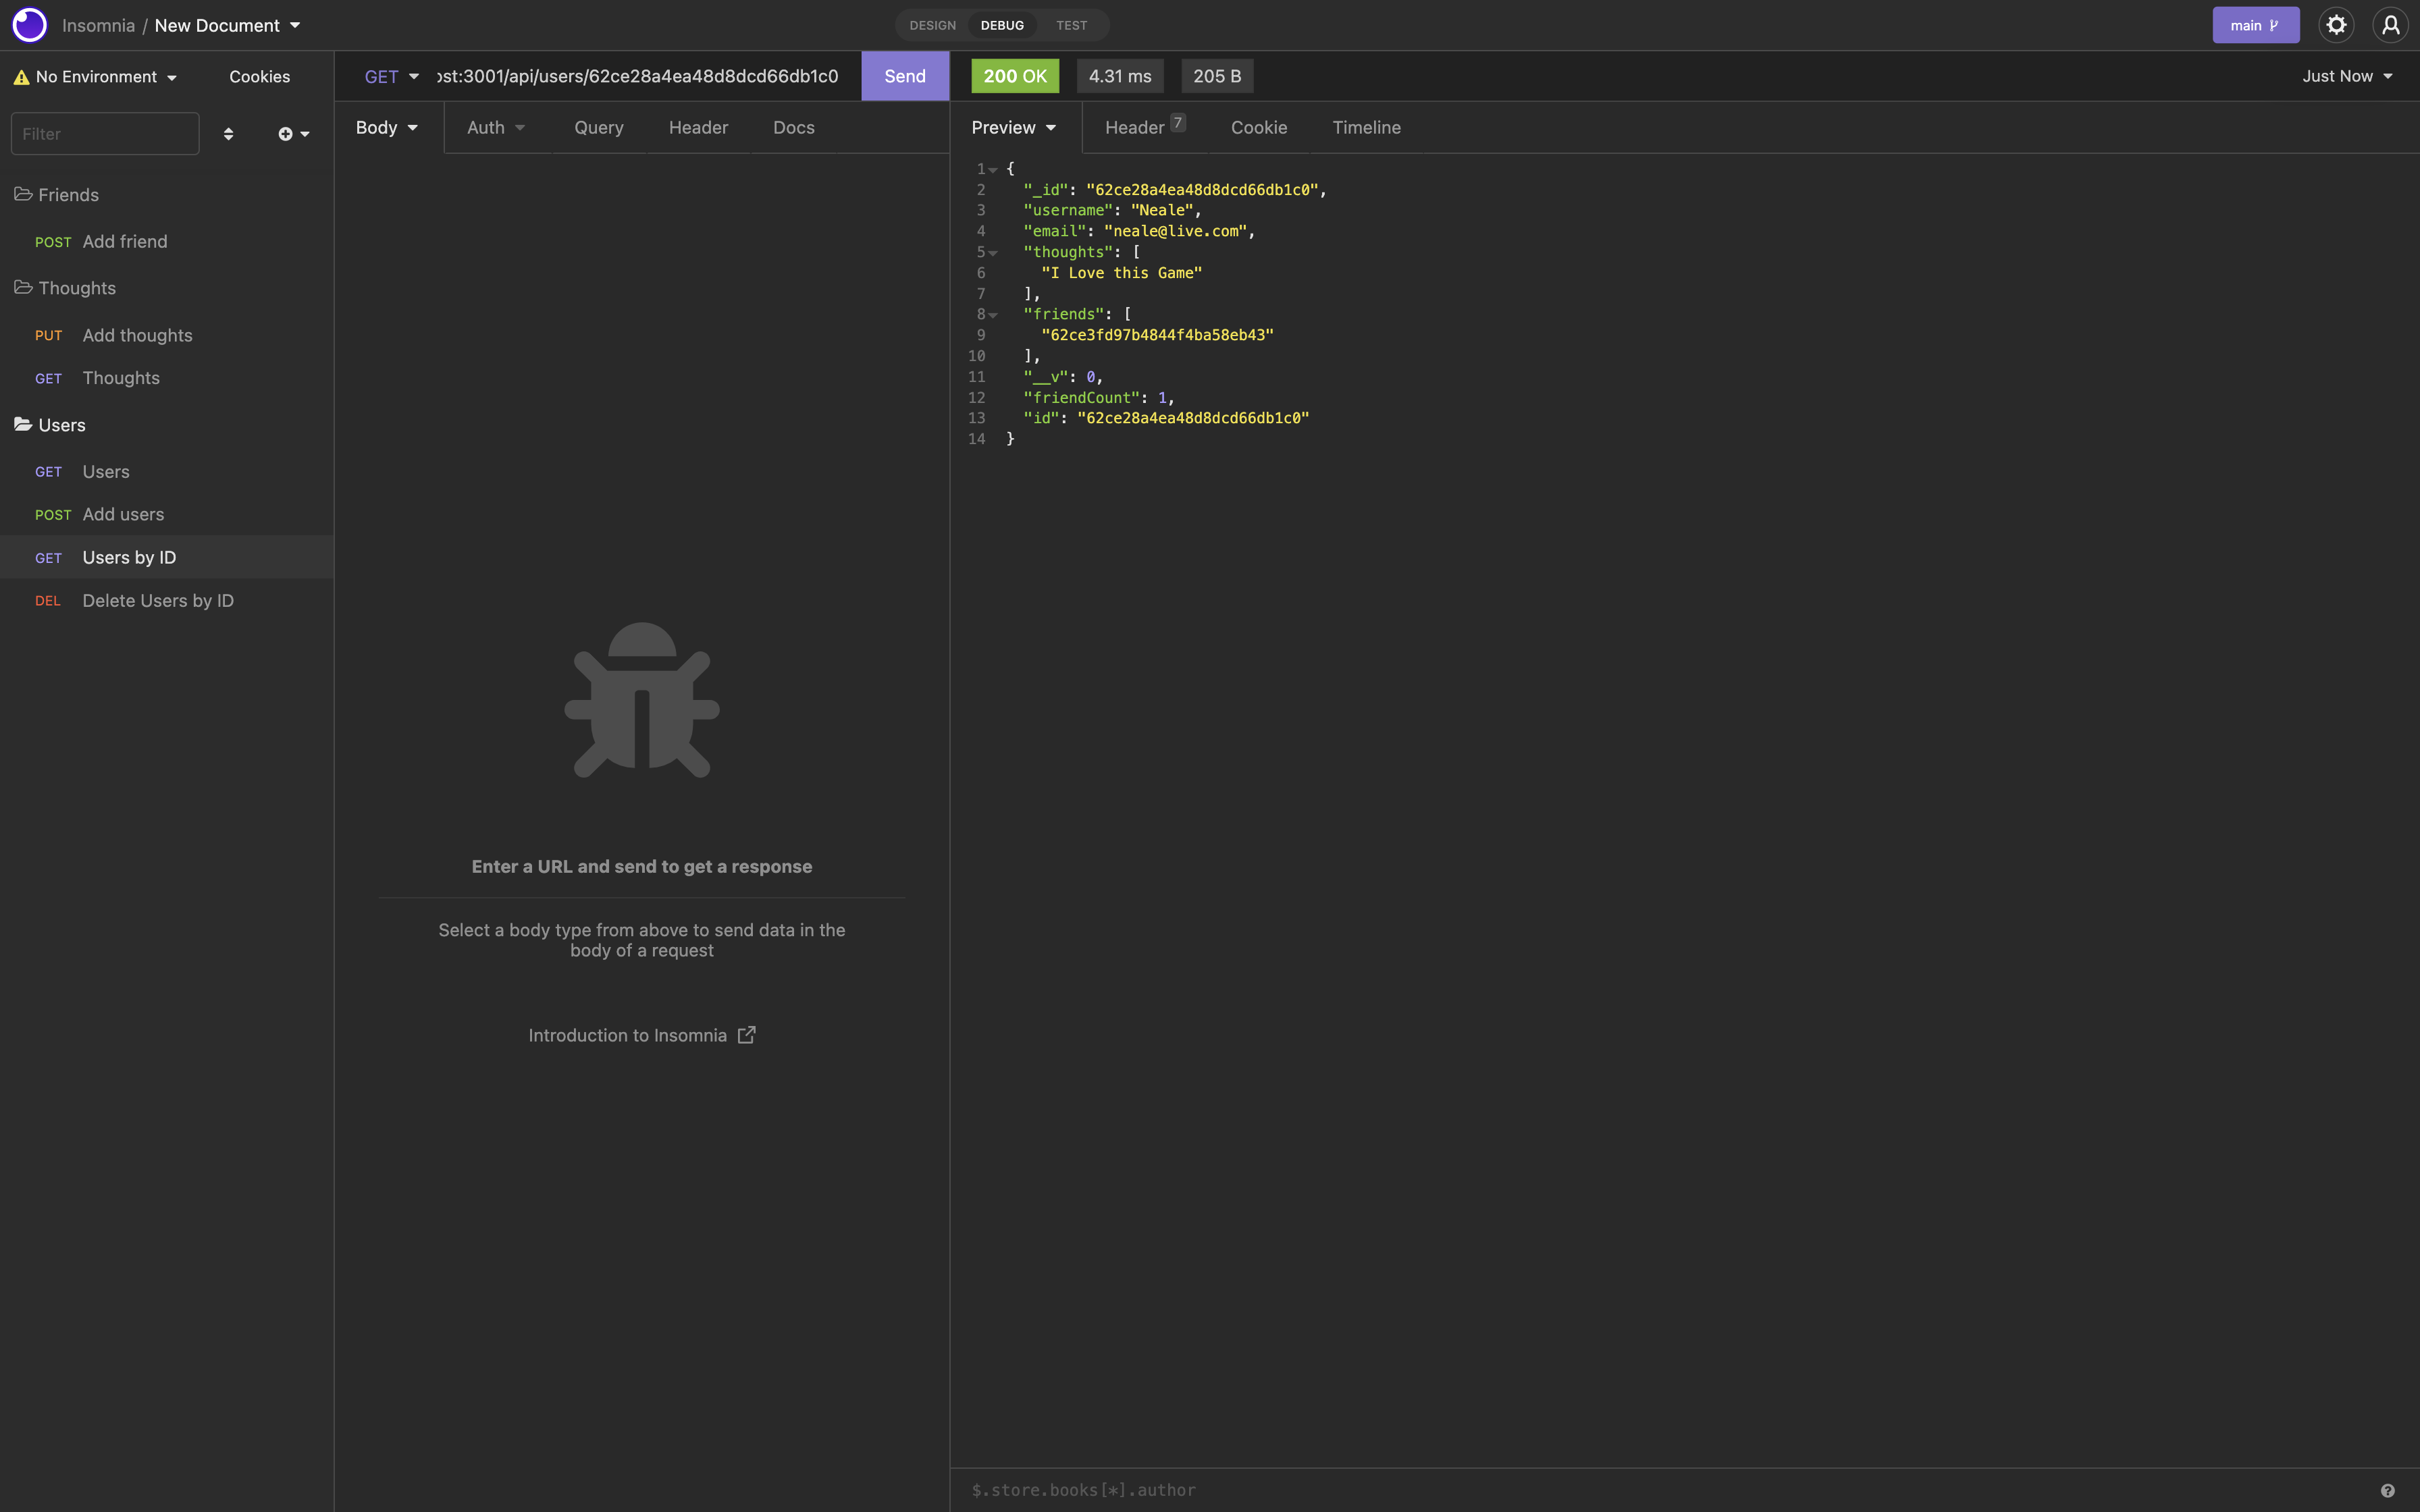 Insomnia / New Document
DESIGN DEBUG TEST
main
No Environment Cookies
GET ost:3001/api/users/62ce28a4ea48d8dcd66db1c0 Send
200 OK 4.31 ms 205 B Just Now
Filter
Body Auth Query Header Docs
Preview Header 7 Cookie Timeline
Friends
POST Add friend
Thoughts
PUT Add thoughts
GET Thoughts
Users
GET Users
POST Add users
GET Users by ID
DEL Delete Users by ID
Enter a URL and send to get a response
Select a body type from above to send data in the
body of a request
Introduction to Insomnia
1 {
2 "_id": "62ce28a4ea48d8dcd66db1c0",
3 "username": "Neale",
4 "email": "neale@live.com",
5 "thoughts": [
6 "I Love this Game"
7 ],
8 "friends": [
9 "62ce3fd97b4844f4ba58eb43"
10 ],
11 "__v": 0,
12 "friendCount": 1,
13 "id": "62ce28a4ea48d8dcd66db1c0"
14 }
$.store.books[*].author